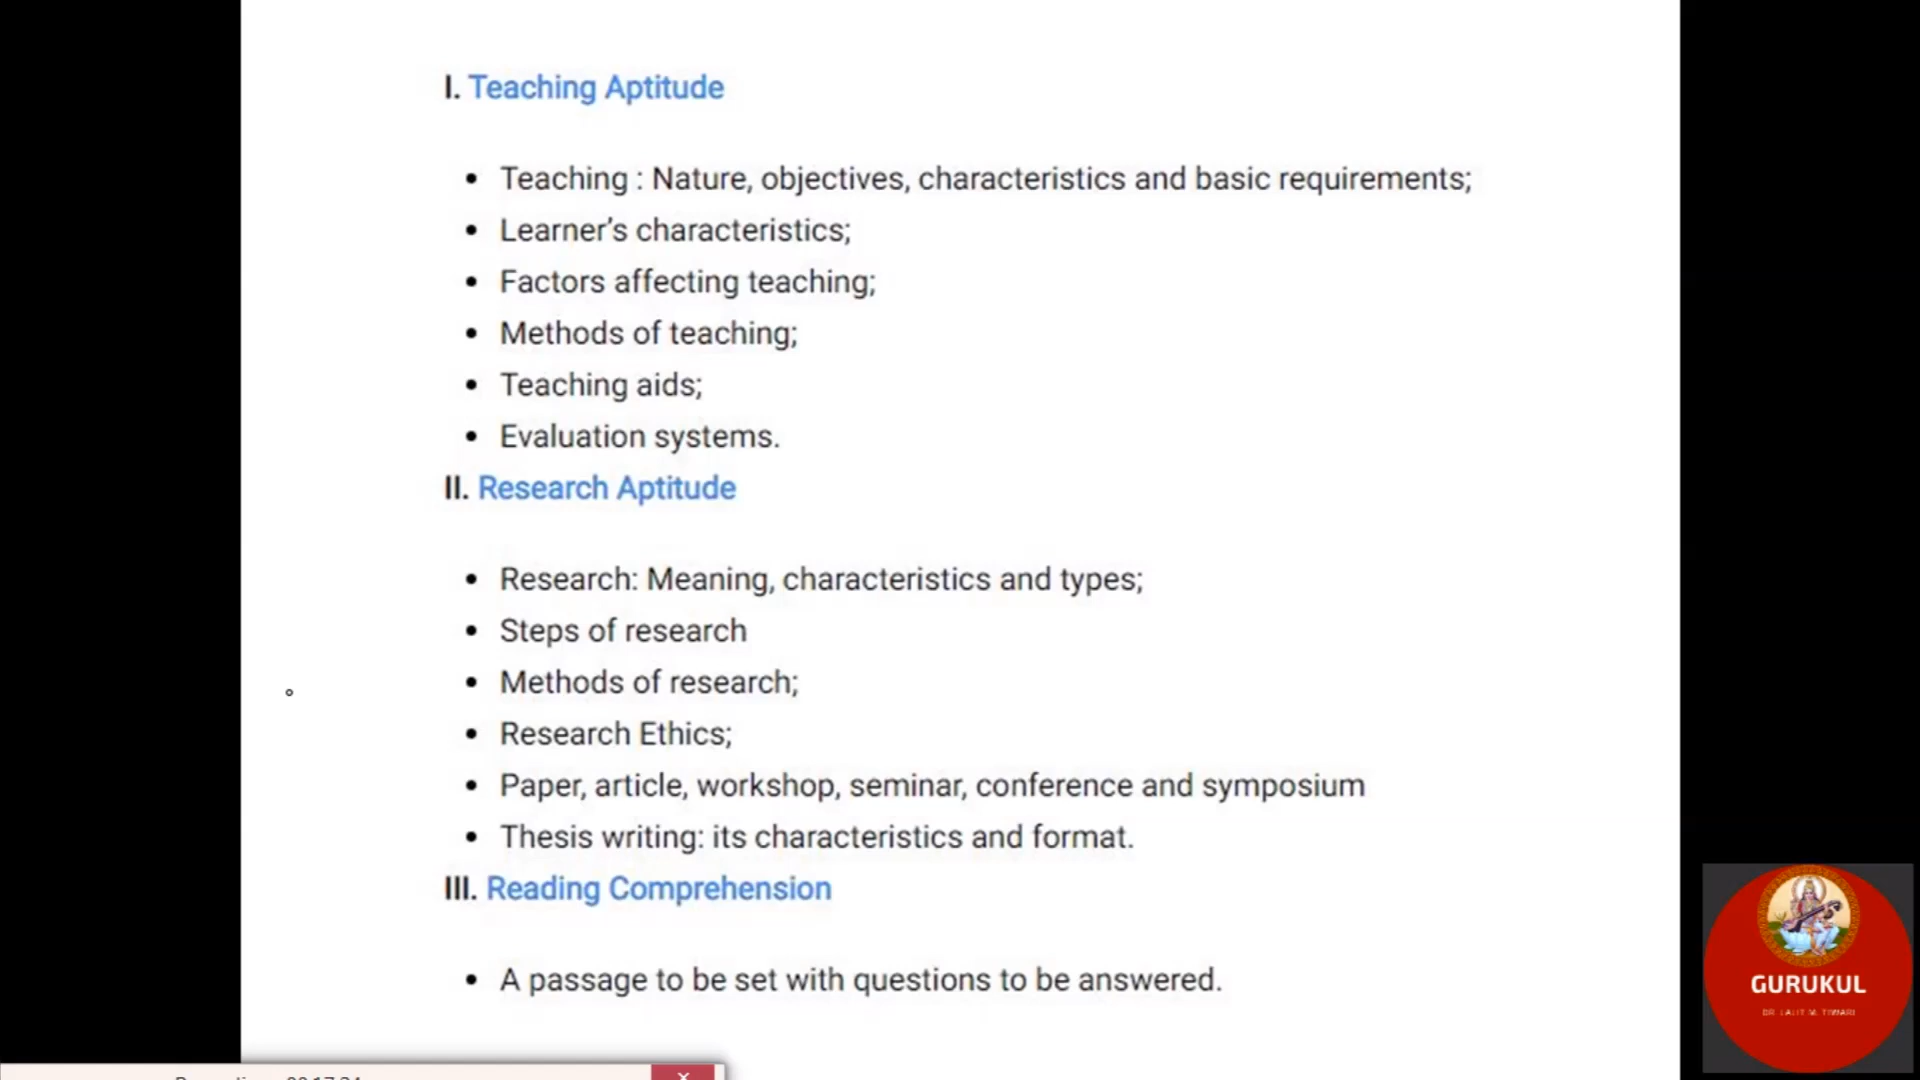 I. Teaching Aptitude
• Teaching : Nature, objectives, characteristics and basic requirements;
• Learner’s characteristics;
• Factors affecting teaching;
• Methods of teaching;
• Teaching aids;
• Evaluation systems.
II. Research Aptitude
• Research: Meaning, characteristics and types;
• Steps of research
• Methods of research;
• Research Ethics;
• Paper, article, workshop, seminar, conference and symposium
• Thesis writing: its characteristics and format.
III. Reading Comprehension
• A passage to be set with questions to be answered.
GURUKUL
DR. LALIT M. TIWARI